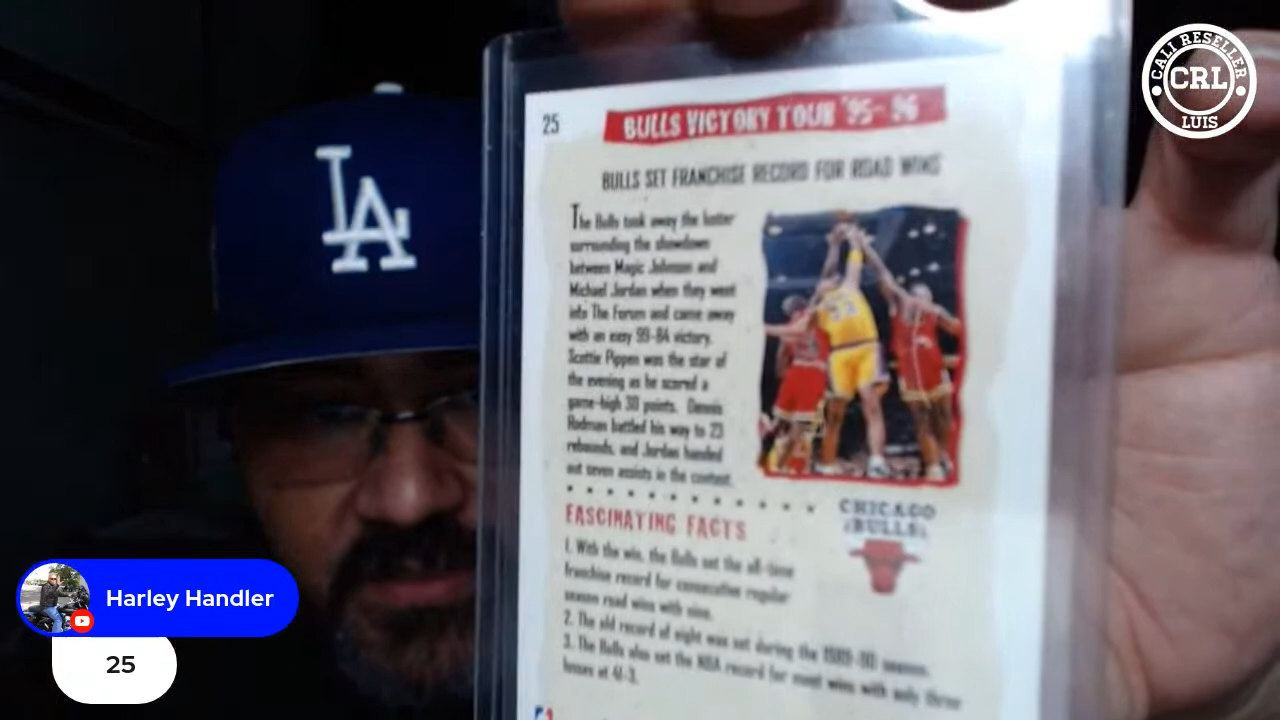 CALI RESELLER
CRL
LUIS
LA
25
BULLS VICTORY TOUR '95-96
BULLS SET FRANCHISE RECORD FOR ROAD WINS
The Bulls took away the luster
surrounding the showdown
between Magic Johnson and
Michael Jordan when they went
into The Forum and came away
with an easy 99-84 victory.
Scottie Pippen was the star of
the evening as he scored a
game-high 30 points. Dennis
Rodman battled his way to 23
rebounds, and Jordan handed
out seven assists in the contest.
CHICAGO
BULLS
FASCINATING FACTS
1. With the win, the Bulls set the all-time
franchise record for consecutive regular
season road wins with nine.
2. The old record of eight was set during the 1989-90 season.
3. The Bulls also set the NBA record for most wins with only three
losses at 41-3.
Harley Handler
25